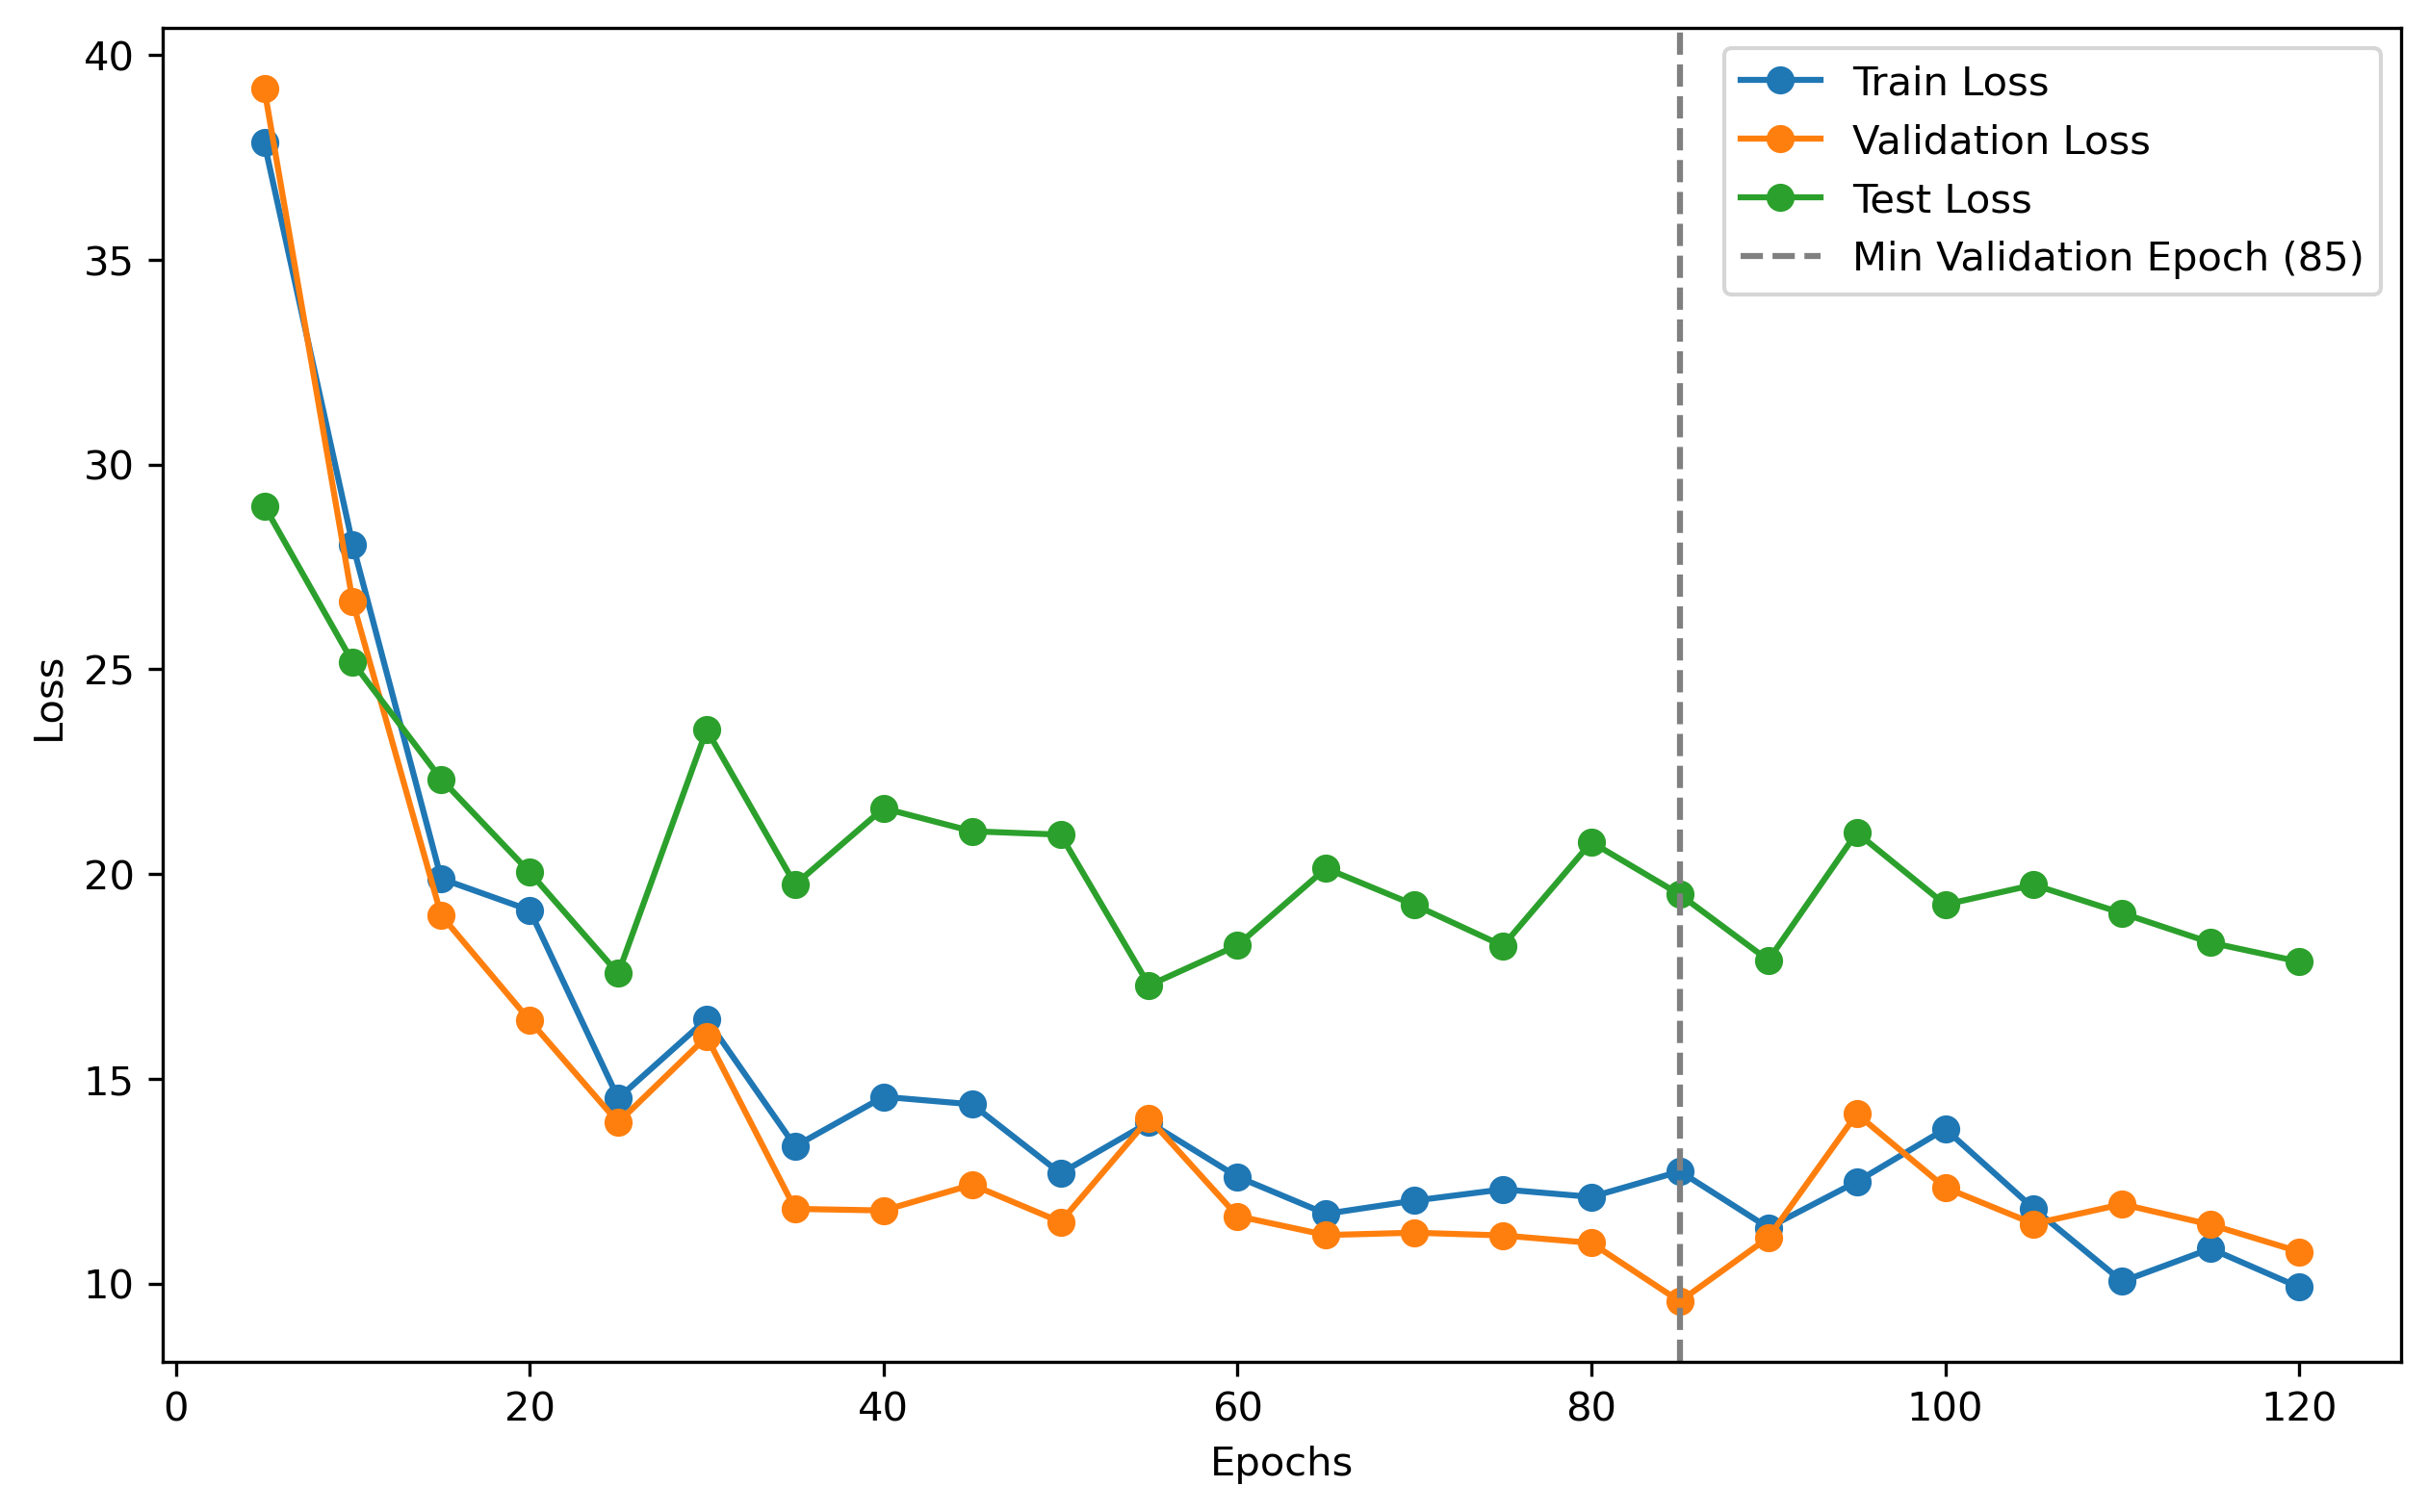 40
35
30
25
20
15
10
Loss
0 20 40 60 80 100 120
Epochs
Train Loss
Validation Loss
Test Loss
Min Validation Epoch (85)